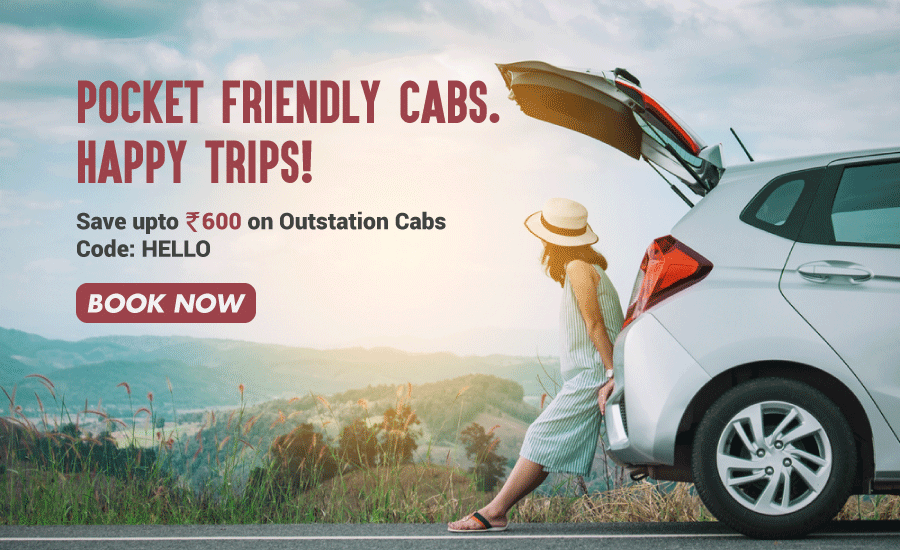 POCKET FRIENDLY CABS.
HAPPY TRIPS!
Save upto ₹600 on Outstation Cabs
Code: HELLO
BOOK NOW